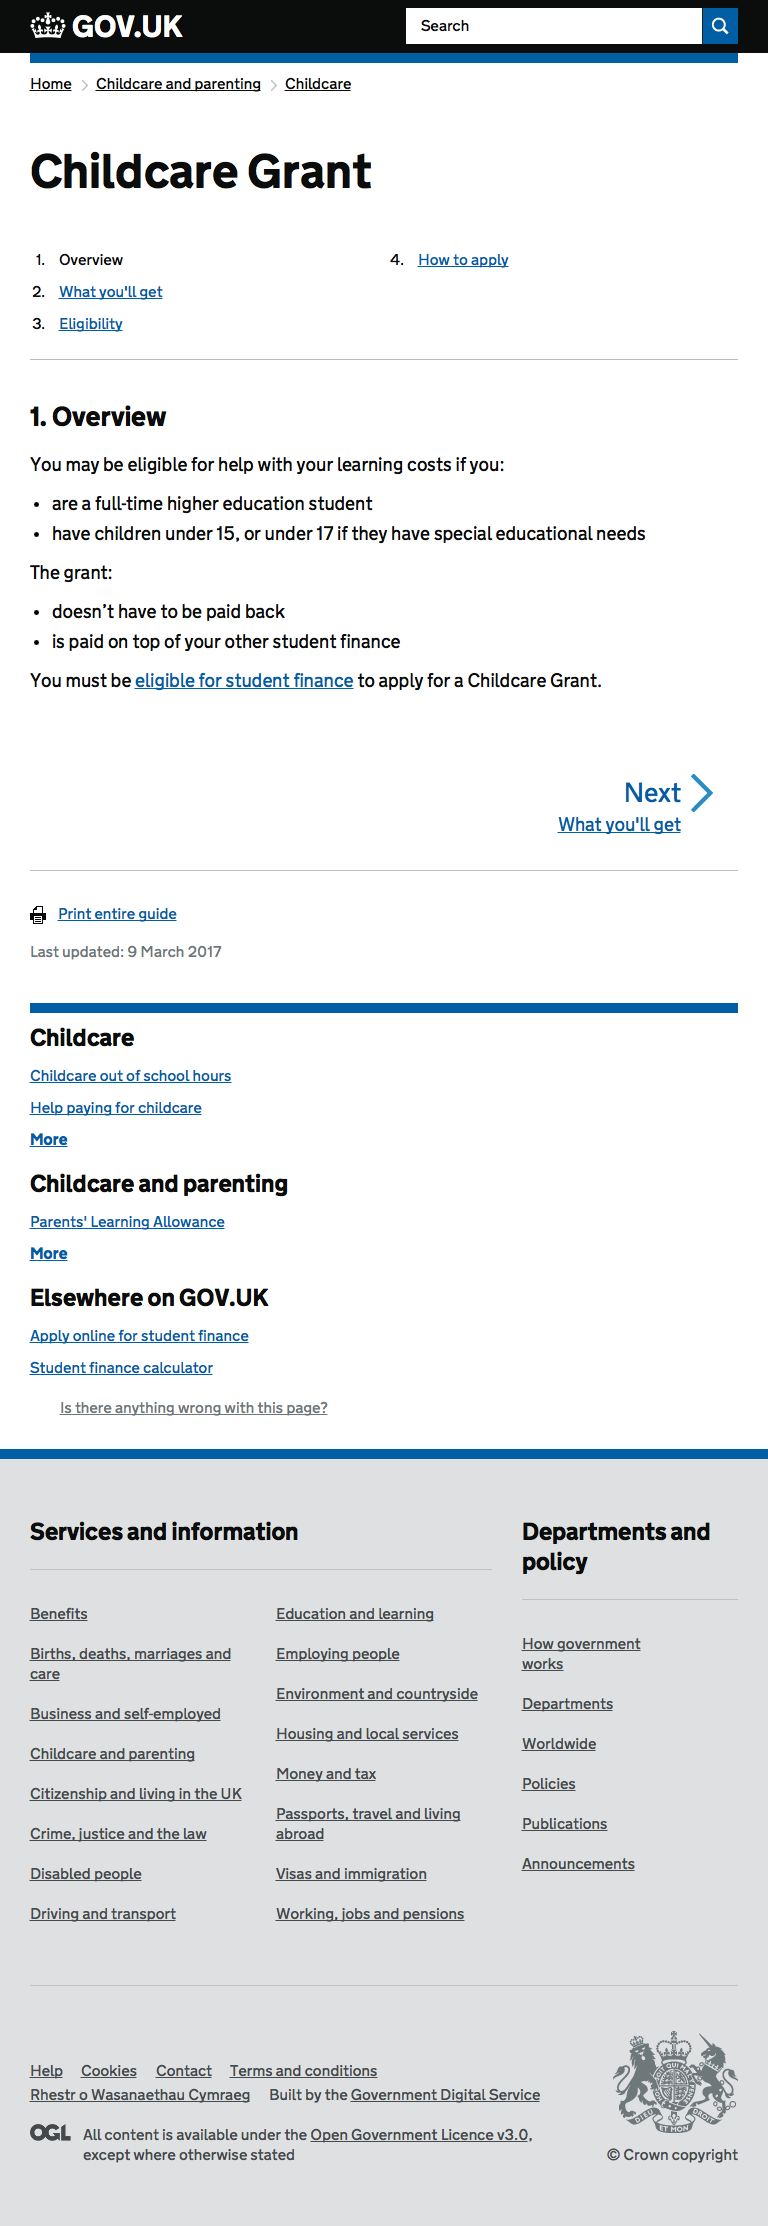 GOV.UK
Search
Home
Childcare and parenting
Childcare
Childcare Grant
1. Overview
2. What you'll get
3. Eligibility
4. How to apply
1. Overview
You may be eligible for help with your learning costs if you:
• are a full-time higher education student
• have children under 15, or under 17 if they have special educational needs
The grant:
• doesn’t have to be paid back
• is paid on top of your other student finance
You must be eligible for student finance to apply for a Childcare Grant.
Next
What you'll get
Print entire guide
Last updated: 9 March 2017
Childcare
Childcare out of school hours
Help paying for childcare
More
Childcare and parenting
Parents' Learning Allowance
More
Elsewhere on GOV.UK
Apply online for student finance
Student finance calculator
Is there anything wrong with this page?
Services and information
Benefits
Births, deaths, marriages and
care
Business and self-employed
Childcare and parenting
Citizenship and living in the UK
Crime, justice and the law
Disabled people
Driving and transport
Education and learning
Employing people
Environment and countryside
Housing and local services
Money and tax
Passports, travel and living
abroad
Visas and immigration
Working, jobs and pensions
Departments and
policy
How government
works
Departments
Worldwide
Policies
Publications
Announcements
Help Cookies Contact Terms and conditions
Rhestr o Wasanaethau Cymraeg Built by the Government Digital Service
OGL
All content is available under the Open Government Licence v3.0,
except where otherwise stated
DIEU ET MON DROIT
© Crown copyright